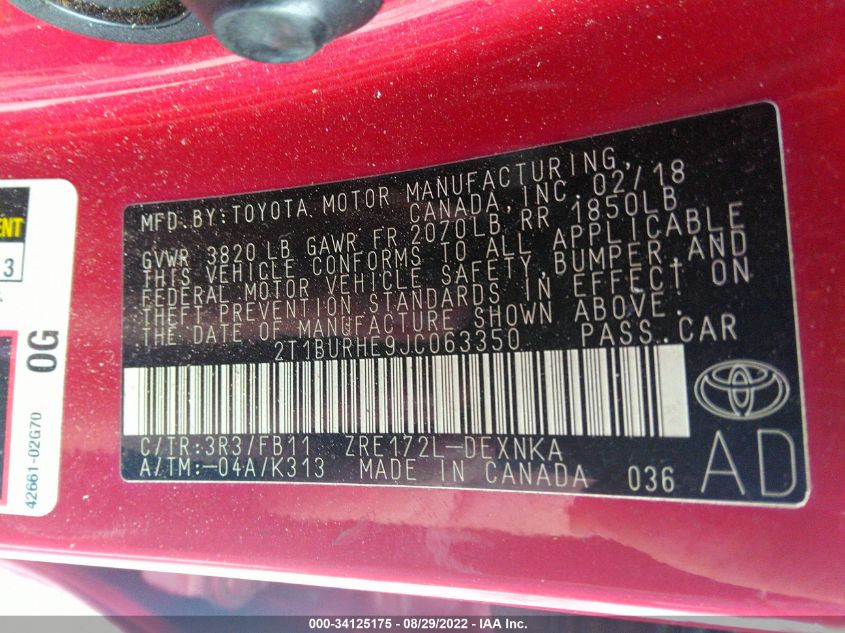 MFD.BY:TOYOTA MOTOR MANUFACTURING,
CANADA, INC. 02/18
GVWR 3820 LB GAWR FR 2070LB RR 1850LB
THIS VEHICLE CONFORMS TO ALL APPLICABLE
FEDERAL MOTOR VEHICLE SAFETY, BUMPER, AND
THEFT PREVENTION STANDARDS IN EFFECT ON
THE DATE OF MANUFACTURE SHOWN ABOVE.
2T1BURHE9JC063350 PASS.CAR
C/TR:3R3/FB11 ZRE172L-DEXNKA
A/TM:-04A/K313 MADE IN CANADA 036
AD
3
0G
42661-02G70
000-34125175 - 08/29/2022 - IAA Inc.